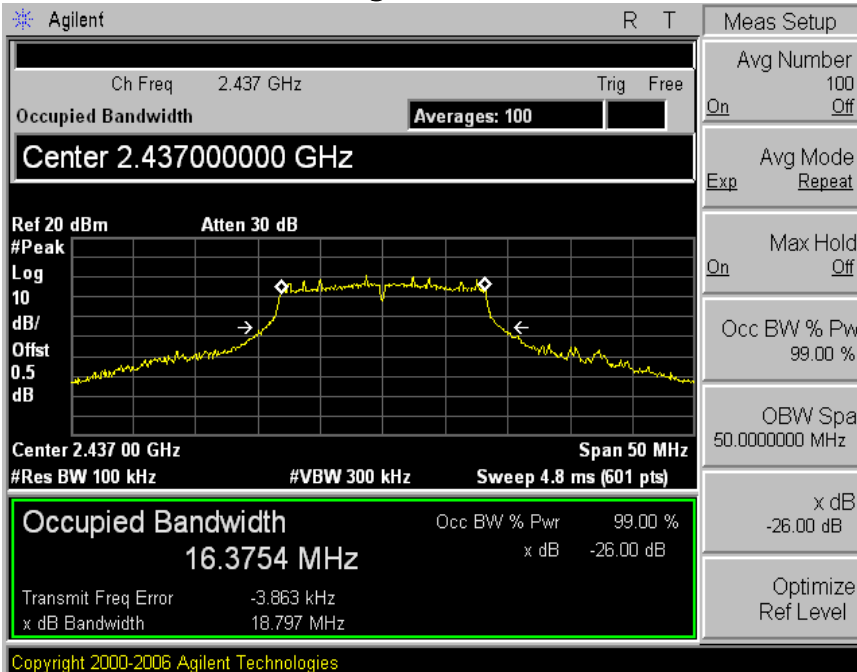 Agilent R T Meas Setup
Ch Freq 2.437 GHz Trig Free
Occupied Bandwidth Averages: 100
Center 2.437000000 GHz
Ref 20 dBm Atten 30 dB
#Peak
Log
10
dB/
Offst
0.5
dB
Center 2.437 00 GHz Span 50 MHz
#Res BW 100 kHz #VBW 300 kHz Sweep 4.8 ms (601 pts)
Occupied Bandwidth Occ BW % Pwr 99.00 %
16.3754 MHz x dB -26.00 dB
Transmit Freq Error -3.863 kHz
x dB Bandwidth 18.797 MHz
Copyright 2000-2006 Agilent Technologies
Avg Number
100
On Off
Avg Mode
Exp Repeat
Max Hold
On Off
Occ BW % Pw
99.00 %
OBW Spa
50.0000000 MHz
x dB
-26.00 dB
Optimize
Ref Level